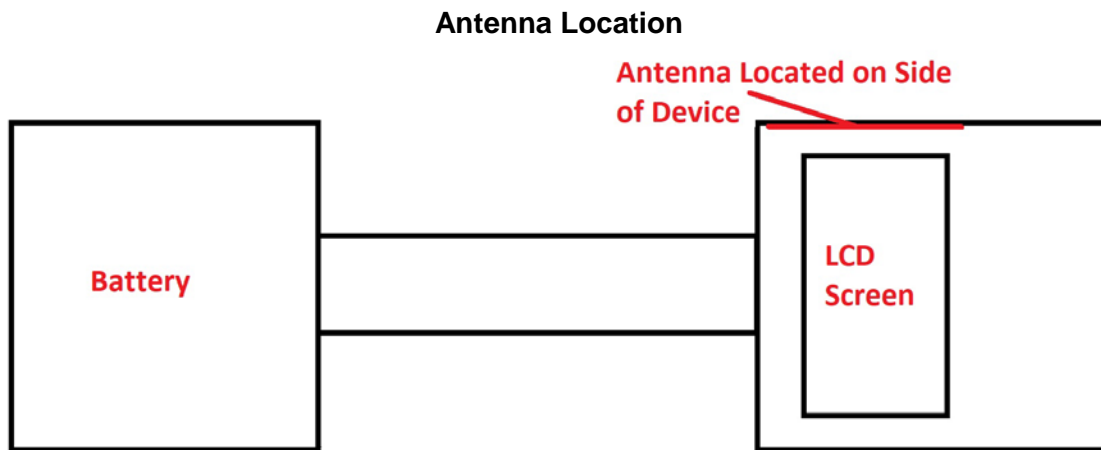 Antenna Location
Antenna Located on Side
of Device
Battery
LCD
Screen